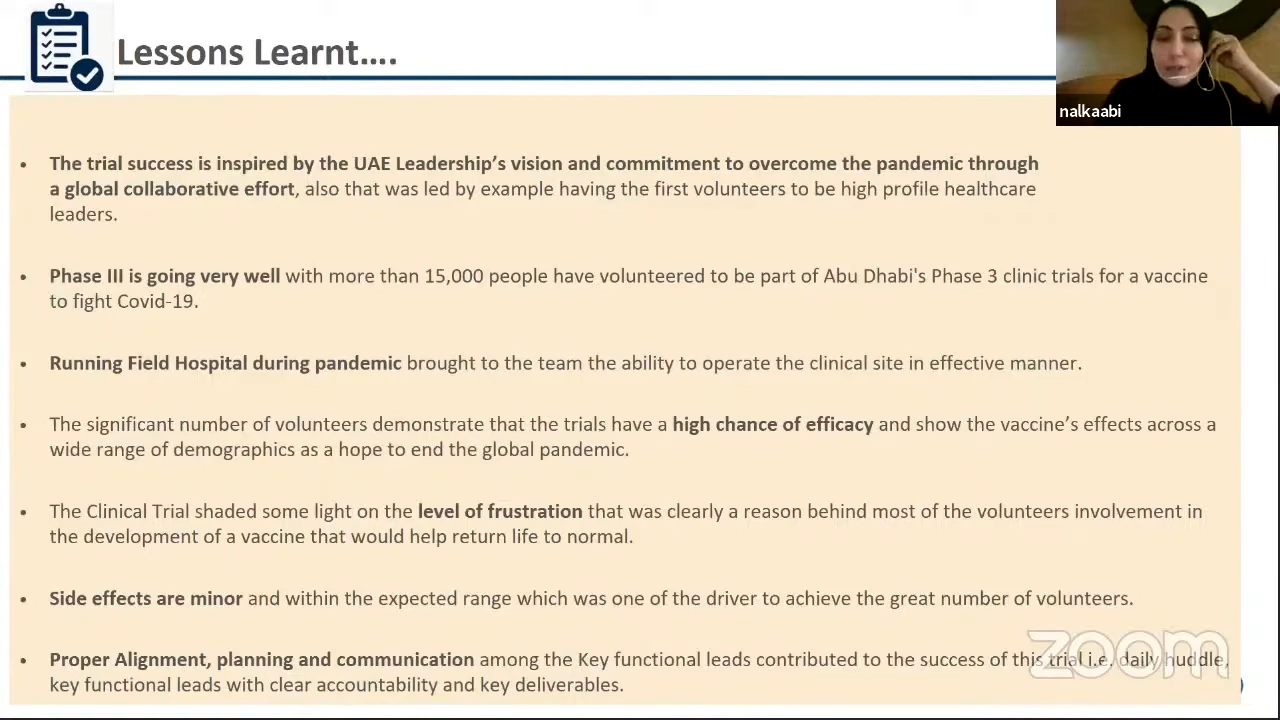 Lessons Learnt....
nalkaabi
• The trial success is inspired by the UAE Leadership's vision and commitment to overcome the pandemic through
a global collaborative effort, also that was led by example having the first volunteers to be high profile healthcare
leaders.
• Phase III is going very well with more than 15,000 people have volunteered to be part of Abu Dhabi's Phase 3 clinic trials for a vaccine
to fight Covid-19.
• Running Field Hospital during pandemic brought to the team the ability to operate the clinical site in effective manner.
• The significant number of volunteers demonstrate that the trials have a high chance of efficacy and show the vaccine's effects across a
wide range of demographics as a hope to end the global pandemic.
• The Clinical Trial shaded some light on the level of frustration that was clearly a reason behind most of the volunteers involvement in
the development of a vaccine that would help return life to normal.
• Side effects are minor and within the expected range which was one of the driver to achieve the great number of volunteers.
• Proper Alignment, planning and communication among the Key functional leads contributed to the success of this trial i.e. daily huddle,
key functional leads with clear accountability and key deliverables.
zoom